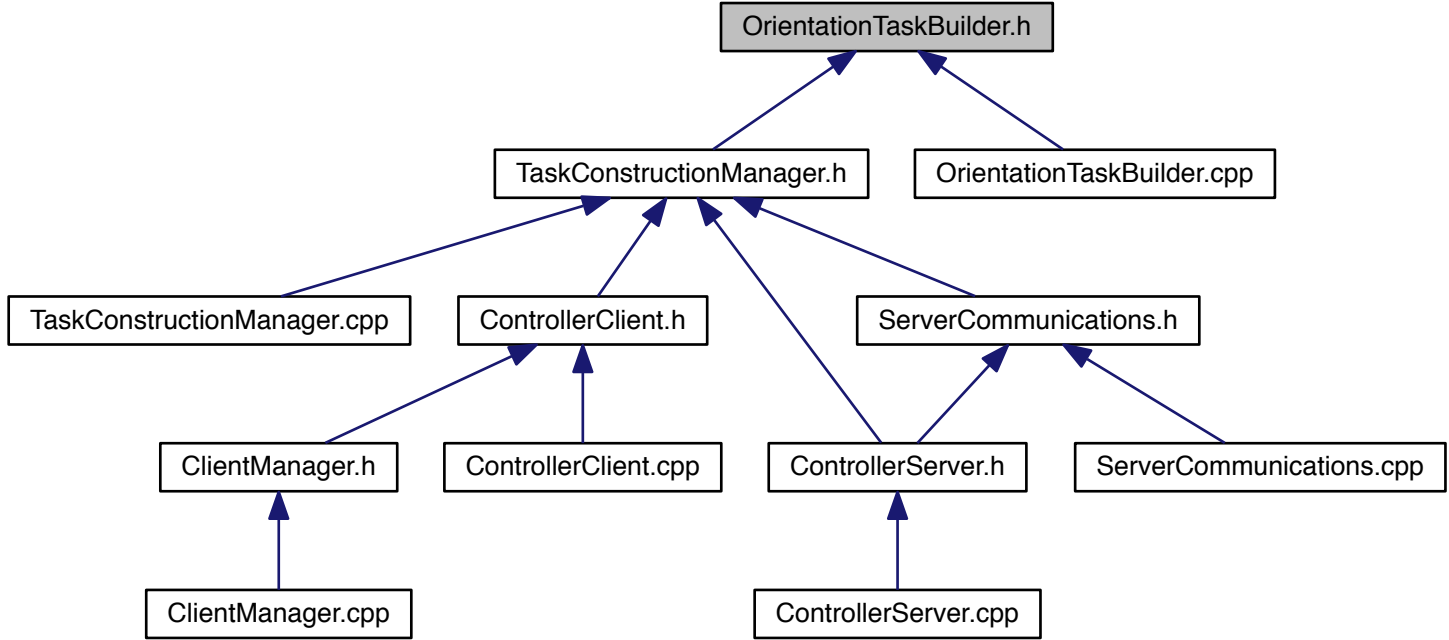 OrientationTaskBuilder.h
TaskConstructionManager.h
OrientationTaskBuilder.cpp
TaskConstructionManager.cpp
ControllerClient.h
ServerCommunications.h
ClientManager.h
ControllerClient.cpp
ControllerServer.h
ServerCommunications.cpp
ClientManager.cpp
ControllerServer.cpp